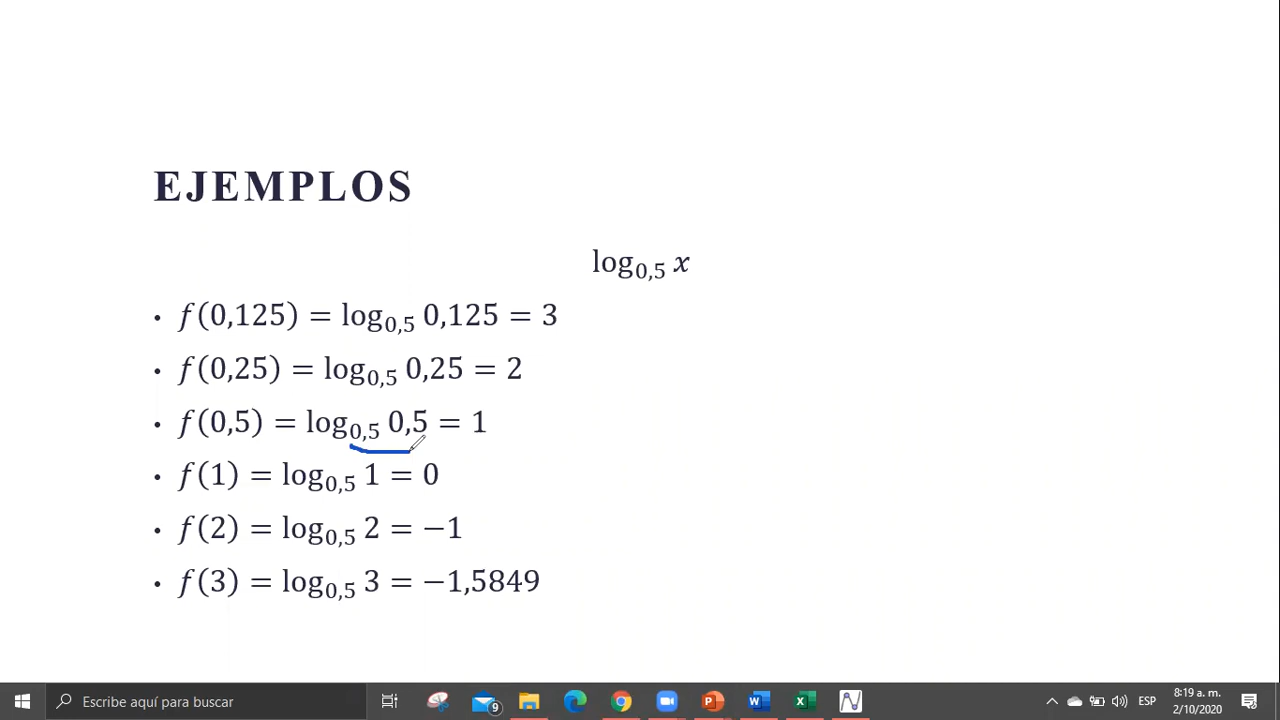 EJEMPLOS
log₀,₅ x
• f(0,125) = log₀,₅ 0,125 = 3
• f(0,25) = log₀,₅ 0,25 = 2
• f(0,5) = log₀,₅ 0,5 = 1
• f(1) = log₀,₅ 1 = 0
• f(2) = log₀,₅ 2 = −1
• f(3) = log₀,₅ 3 = −1,5849
Escribe aquí para buscar
9
ESP
8:19 a. m.
2/10/2020